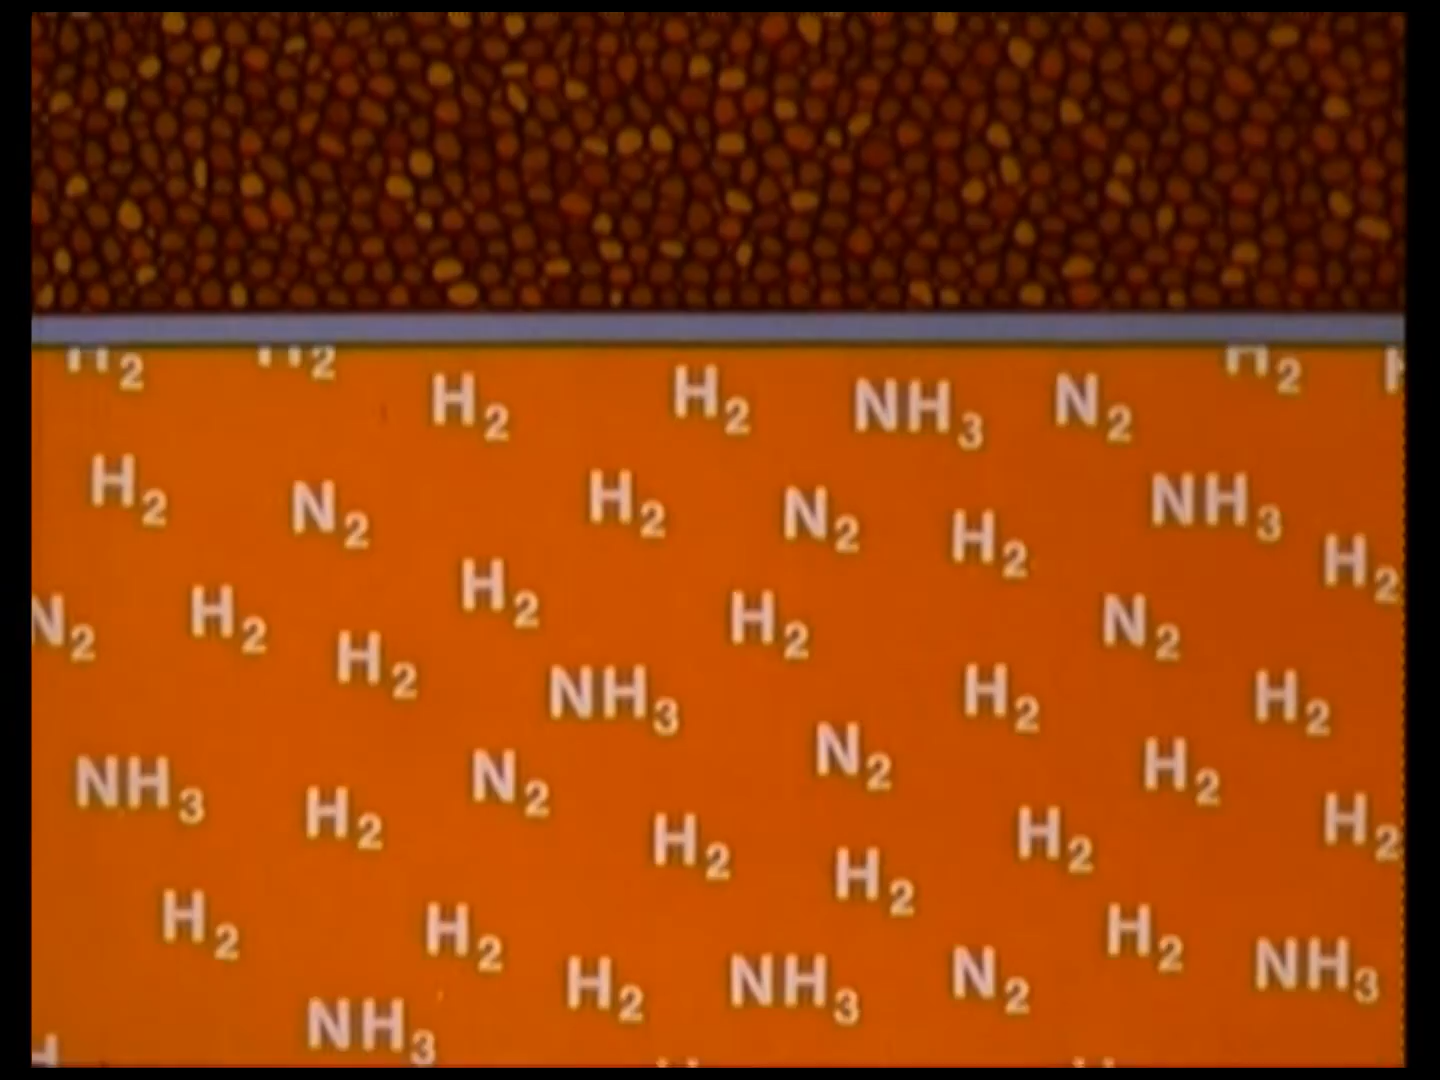 H₂ H₂ H₂
H₂ H₂ NH₃ N₂
H₂ N₂ H₂ N₂ H₂ NH₃ H₂
N₂ H₂ H₂ H₂ N₂
H₂ NH₃ H₂ H₂
NH₃ H₂ N₂ N₂ H₂
H₂ H₂ H₂ H₂
H₂ H₂ H₂ NH₃ N₂ H₂ NH₃
NH₃